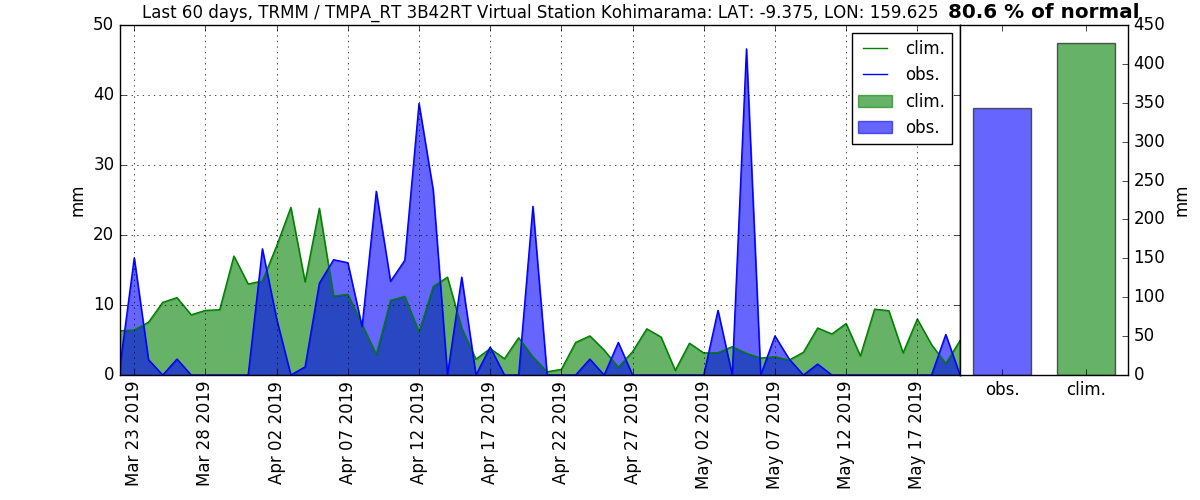 Last 60 days, TRMM / TMPA_RT 3B42RT Virtual Station Kohimarama: LAT: -9.375, LON: 159.625
80.6 % of normal
mm
50
40
30
20
10
0
clim.
obs.
clim.
obs.
Mar 23 2019
Mar 28 2019
Apr 02 2019
Apr 07 2019
Apr 12 2019
Apr 17 2019
Apr 22 2019
Apr 27 2019
May 02 2019
May 07 2019
May 12 2019
May 17 2019
obs.
clim.
450
400
350
300
250
200
150
100
50
0
mm